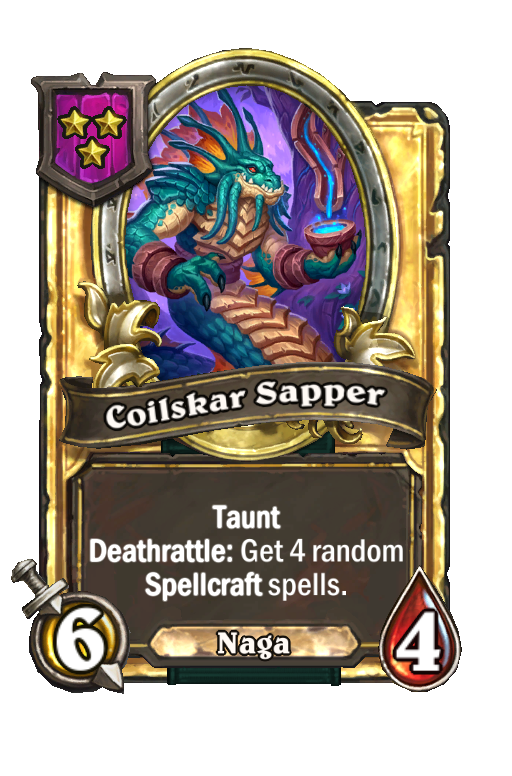 Coilskar Sapper
Taunt
Deathrattle: Get 4 random
Spellcraft spells.
6
Naga
4